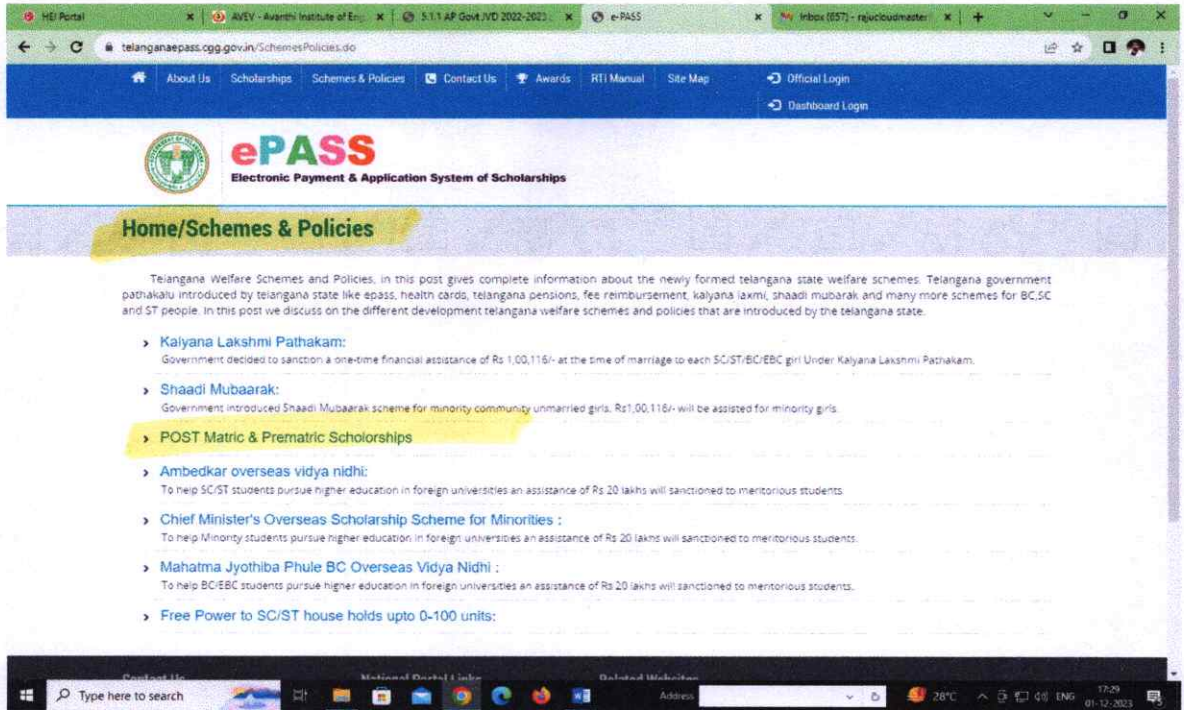 HEI Portal
AVEV - Avanthi Institute of Eng
5.1.1 AP Govt JVD 2022-2023
e-PASS
Inbox (657) - rajucloudmaster
telanganaepass.cgg.gov.in/SchemesPolicies.do
About Us Scholarships Schemes & Policies Contact Us Awards RTI Manual Site Map Official Login
Dashboard Login
ePASS
Electronic Payment & Application System of Scholarships
Home/Schemes & Policies
Telangana Welfare Schemes and Policies, in this post gives complete information about the newly formed telangana state welfare schemes. Telangana government
pathakalu introduced by telangana state like epass, health cards, telangana pensions, fee reimbursement, kalyana laxmi, shaadi mubarak and many more schemes for BC,SC
and ST people. In this post we discuss on the different development telangana welfare schemes and policies that are introduced by the telangana state.
Kalyana Lakshmi Pathakam:
Government decided to sanction a one-time financial assistance of Rs 1,00,116/- at the time of marriage to each SC/ST/BC/EBC girl Under Kalyana Lakshmi Pathakam.
Shaadi Mubaarak:
Government introduced Shaadi Mubaarak scheme for minority community unmarried girls. Rs1,00,116/- will be assisted for minority girls.
POST Matric & Prematric Scholorships
Ambedkar overseas vidya nidhi:
To help SC/ST students pursue higher education in foreign universities an assistance of Rs 20 lakhs will sanctioned to meritorious students.
Chief Minister's Overseas Scholarship Scheme for Minorities :
To help Minority students pursue higher education in foreign universities an assistance of Rs 20 lakhs will sanctioned to meritorious students.
Mahatma Jyothiba Phule BC Overseas Vidya Nidhi :
To help BC/EBC students pursue higher education in foreign universities an assistance of Rs 20 lakhs will sanctioned to meritorious students.
Free Power to SC/ST house holds upto 0-100 units:
Contact Us National Portal Links Related Websites
Type here to search
Address
28°C
ENG
17:29
01-12-2023